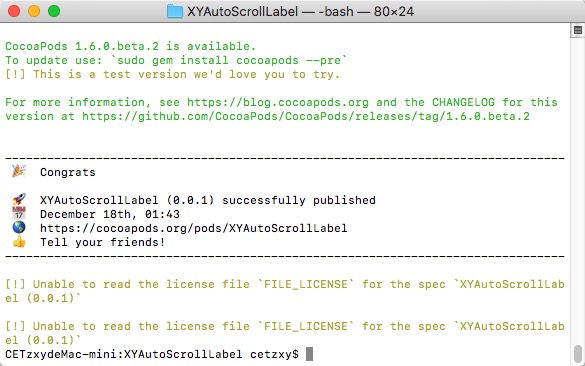 XYAutoScrollLabel — -bash — 80×24
CocoaPods 1.6.0.beta.2 is available.
To update use: `sudo gem install cocoapods --pre`
[!] This is a test version we'd love you to try.
For more information, see https://blog.cocoapods.org and the CHANGELOG for this
version at https://github.com/CocoaPods/CocoaPods/releases/tag/1.6.0.beta.2
--------------------------------------------------------------------------------
🎉 Congrats
🚀 XYAutoScrollLabel (0.0.1) successfully published
📅 December 18th, 01:43
🌎 https://cocoapods.org/pods/XYAutoScrollLabel
👍 Tell your friends!
--------------------------------------------------------------------------------
[!] Unable to read the license file `FILE_LICENSE` for the spec `XYAutoScrollLab
el (0.0.1)`
[!] Unable to read the license file `FILE_LICENSE` for the spec `XYAutoScrollLab
el (0.0.1)`
CETzxydeMac-mini:XYAutoScrollLabel cetzxy$